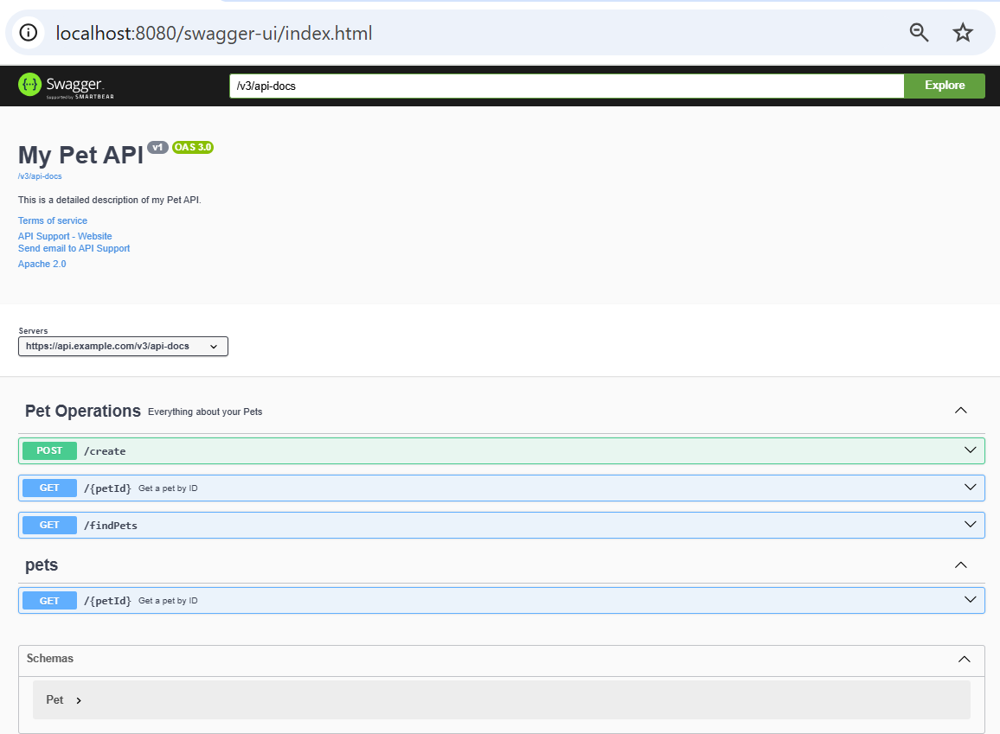 localhost:8080/swagger-ui/index.html
Swagger.
Supported by SMARTBEAR
/v3/api-docs
Explore
My Pet API v1 OAS 3.0
/v3/api-docs
This is a detailed description of my Pet API.
Terms of service
API Support - Website
Send email to API Support
Apache 2.0
Servers
https://api.example.com/v3/api-docs
Pet Operations Everything about your Pets
POST /create
GET /{petId} Get a pet by ID
GET /findPets
pets
GET /{petId} Get a pet by ID
Schemas
Pet